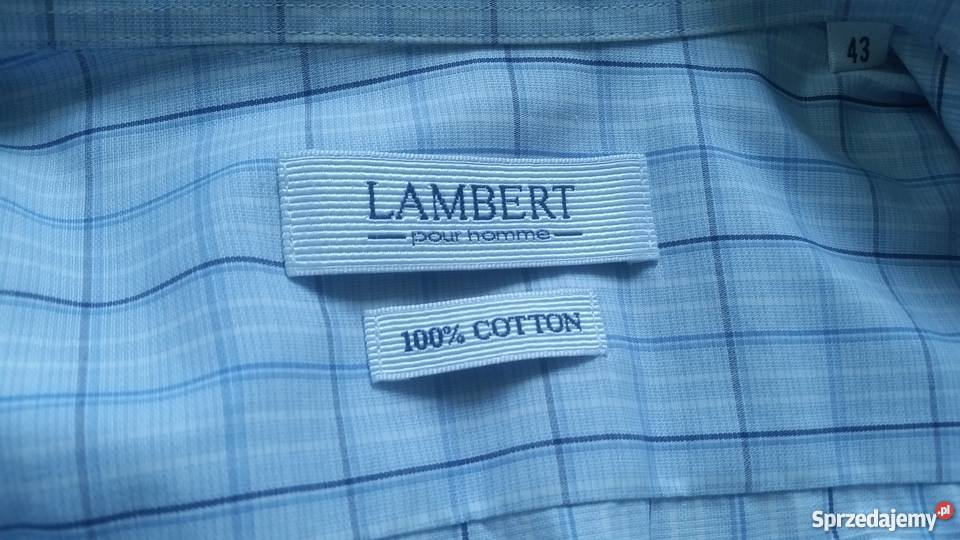 43
LAMBERT
pour homme
100% COTTON
Sprzedajemy.pl